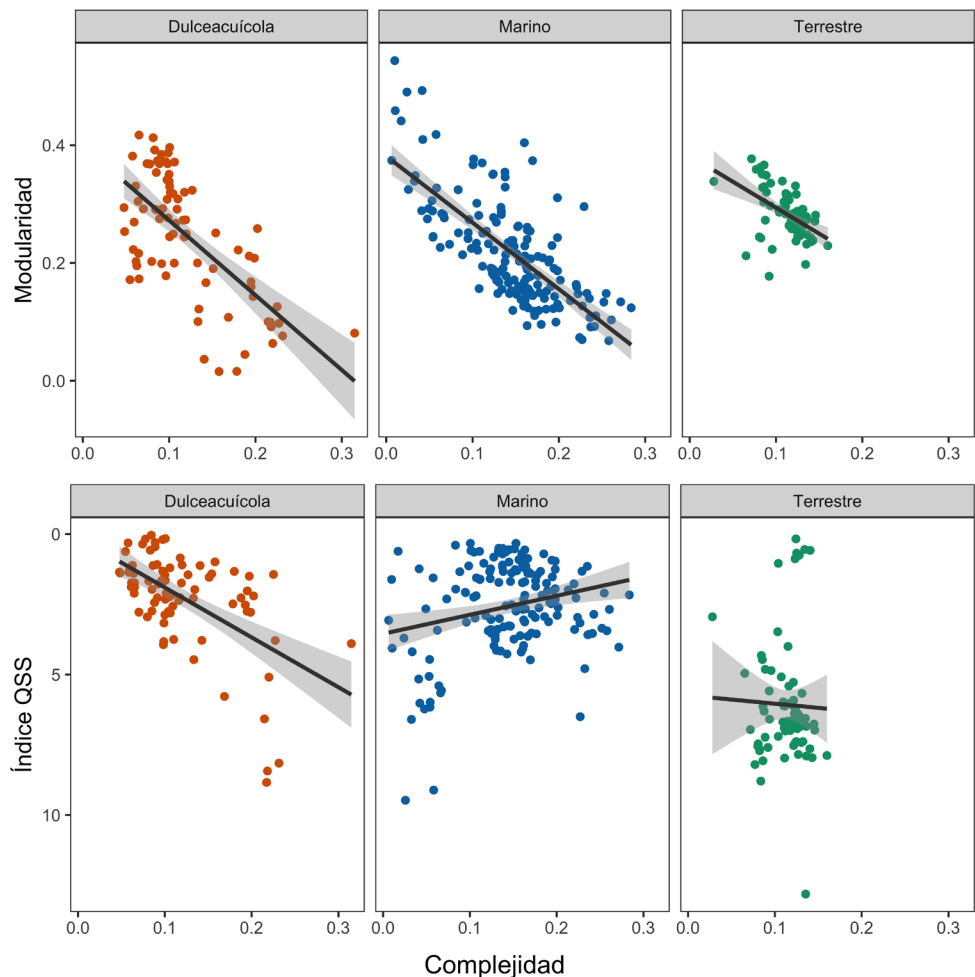 Dulceacuícola Marino Terrestre
Modularidad
0.4
0.2
0.0
0.0 0.1 0.2 0.3 0.0 0.1 0.2 0.3 0.0 0.1 0.2 0.3
Dulceacuícola Marino Terrestre
Índice QSS
0
5
10
0.0 0.1 0.2 0.3 0.0 0.1 0.2 0.3 0.0 0.1 0.2 0.3
Complejidad